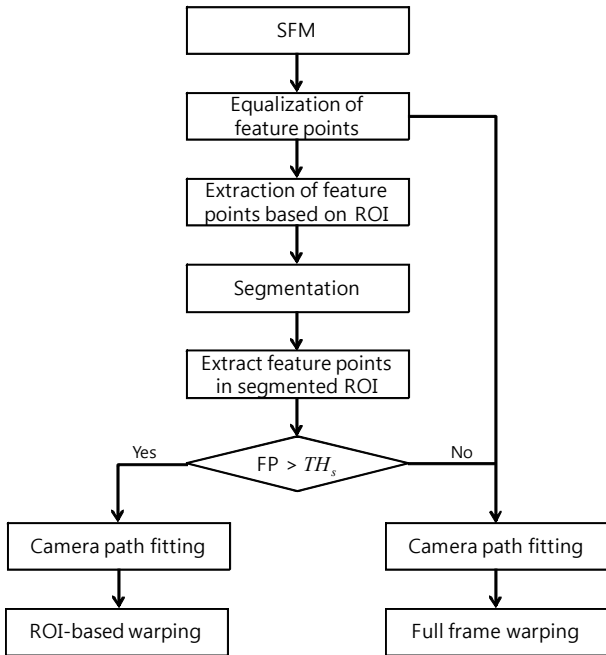 SFM
Equalization of
feature points
Extraction of feature
points based on ROI
Segmentation
Extract feature points
in segmented ROI
Yes
FP > TH_s
No
Camera path fitting
Camera path fitting
ROI-based warping
Full frame warping